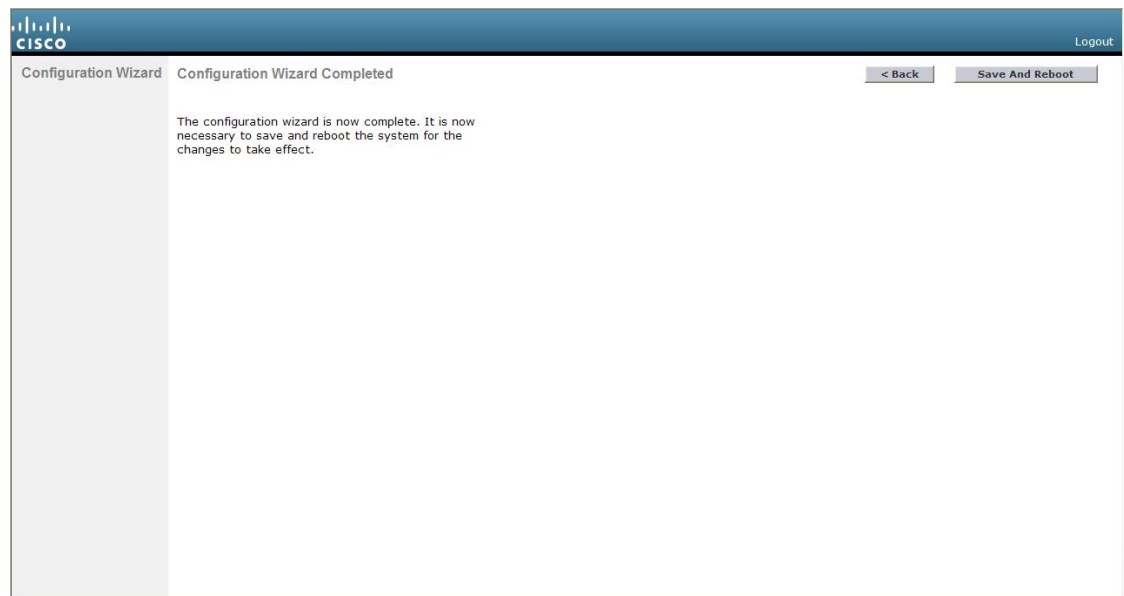 CISCO
Logout
Configuration Wizard
Configuration Wizard Completed
< Back
Save And Reboot
The configuration wizard is now complete. It is now
necessary to save and reboot the system for the
changes to take effect.